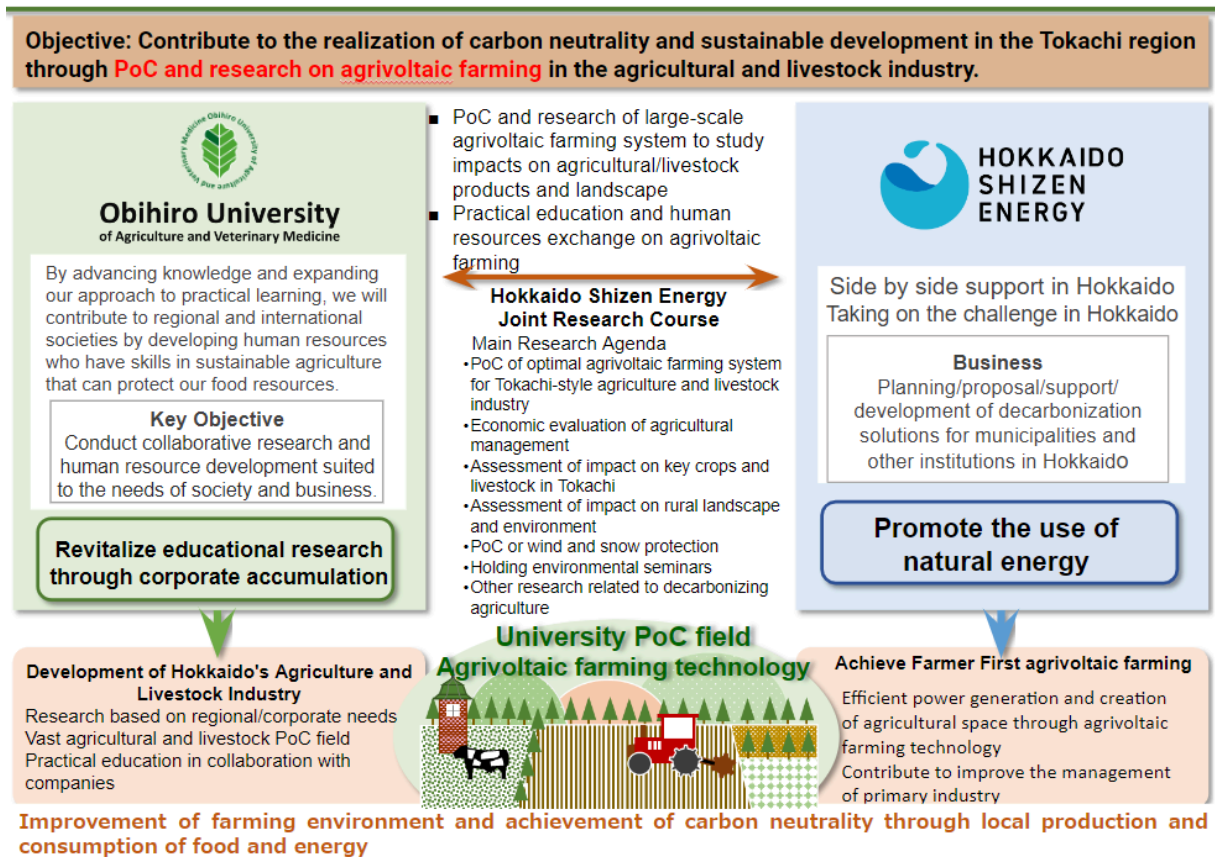 Objective: Contribute to the realization of carbon neutrality and sustainable development in the Tokachi region
through PoC and research on agrivoltaic farming in the agricultural and livestock industry.
Obihiro University of Agriculture and Veterinary Medicine
Obihiro University
of Agriculture and Veterinary Medicine
By advancing knowledge and expanding
our approach to practical learning, we will
contribute to regional and international
societies by developing human resources
who have skills in sustainable agriculture
that can protect our food resources.
Key Objective
Conduct collaborative research and
human resource development suited
to the needs of society and business.
Revitalize educational research
through corporate accumulation
■ PoC and research of large-scale
agrivoltaic farming system to study
impacts on agricultural/livestock
products and landscape
■ Practical education and human
resources exchange on agrivoltaic
farming
Hokkaido Shizen Energy
Joint Research Course
Main Research Agenda
•PoC of optimal agrivoltaic farming system
for Tokachi-style agriculture and livestock
industry
•Economic evaluation of agricultural
management
•Assessment of impact on key crops and
livestock in Tokachi
•Assessment of impact on rural landscape
and environment
•PoC or wind and snow protection
•Holding environmental seminars
•Other research related to decarbonizing
agriculture
HOKKAIDO
SHIZEN
ENERGY
Side by side support in Hokkaido
Taking on the challenge in Hokkaido
Business
Planning/proposal/support/
development of decarbonization
solutions for municipalities and
other institutions in Hokkaido
Promote the use of
natural energy
Development of Hokkaido's Agriculture and
Livestock Industry
Research based on regional/corporate needs
Vast agricultural and livestock PoC field
Practical education in collaboration with
companies
University PoC field
Agrivoltaic farming technology
Achieve Farmer First agrivoltaic farming
Efficient power generation and creation
of agricultural space through agrivoltaic
farming technology
Contribute to improve the management
of primary industry
Improvement of farming environment and achievement of carbon neutrality through local production and
consumption of food and energy